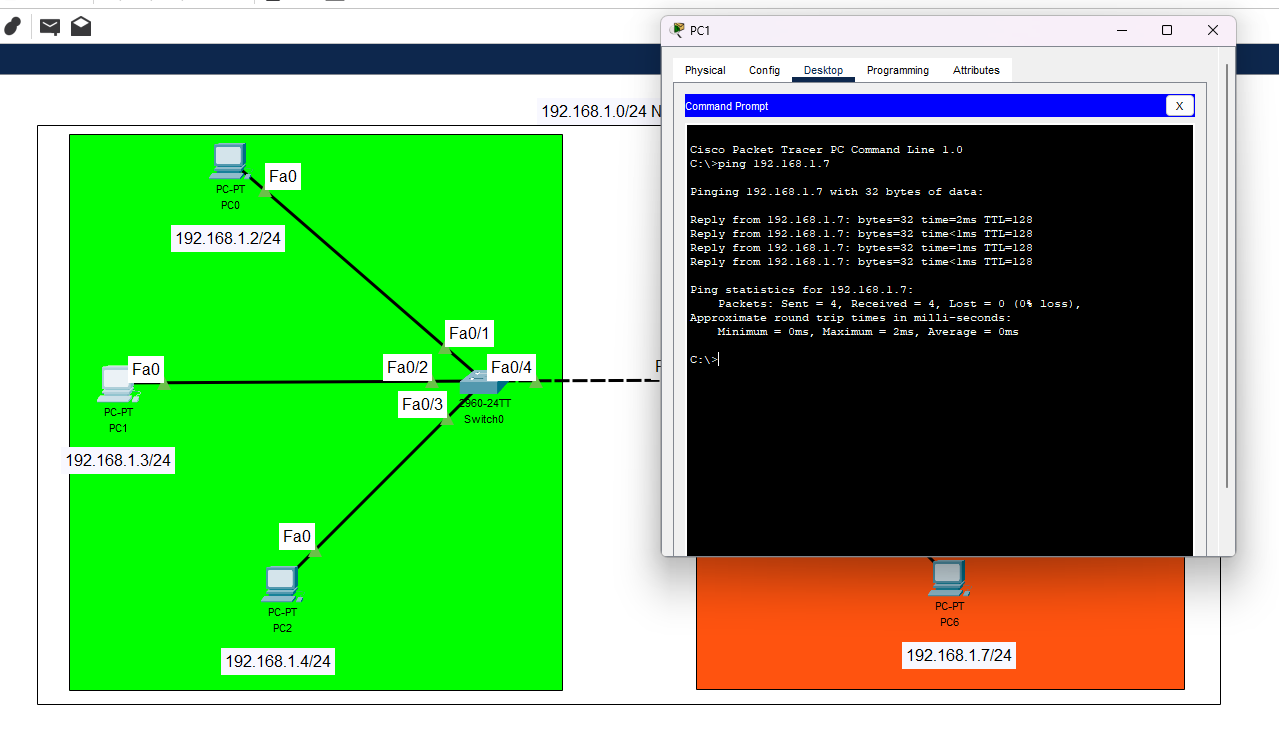 PC1
Physical Config Desktop Programming Attributes
Command Prompt
X
Cisco Packet Tracer PC Command Line 1.0
C:\>ping 192.168.1.7
Pinging 192.168.1.7 with 32 bytes of data:
Reply from 192.168.1.7: bytes=32 time=2ms TTL=128
Reply from 192.168.1.7: bytes=32 time<1ms TTL=128
Reply from 192.168.1.7: bytes=32 time=1ms TTL=128
Reply from 192.168.1.7: bytes=32 time<1ms TTL=128
Ping statistics for 192.168.1.7:
Packets: Sent = 4, Received = 4, Lost = 0 (0% loss),
Approximate round trip times in milli-seconds:
Minimum = 0ms, Maximum = 2ms, Average = 0ms
C:\>
192.168.1.0/24 N
Fa0
PC-PT
PC0
192.168.1.2/24
Fa0/1
Fa0
Fa0/2
Fa0/4
Fa0/3
2960-24TT
Switch0
PC-PT
PC1
192.168.1.3/24
Fa0
PC-PT
PC2
192.168.1.4/24
PC-PT
PC6
192.168.1.7/24